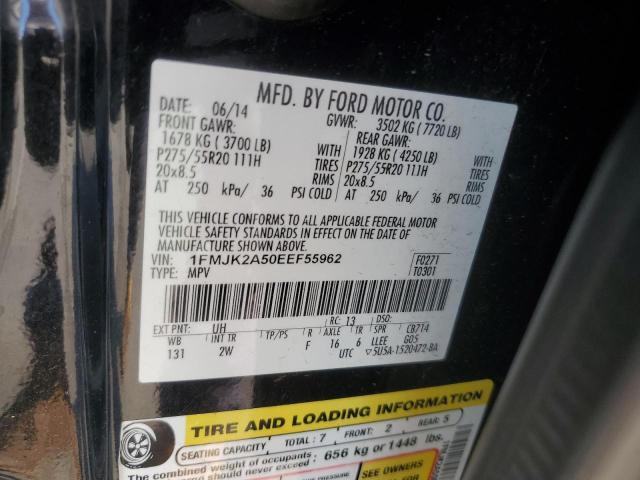 MFD. BY FORD MOTOR CO.
DATE: 06/14 GVWR: 3502 KG ( 7720 LB)
FRONT GAWR: REAR GAWR:
1678 KG ( 3700 LB) WITH 1928 KG ( 4250 LB) WITH
P275/55R20 111H TIRES P275/55R20 111H TIRES
20x8.5 RIMS 20x8.5 RIMS
AT 250 kPa/ 36 PSI COLD AT 250 kPa/ 36 PSI COLD
THIS VEHICLE CONFORMS TO ALL APPLICABLE FEDERAL MOTOR
VEHICLE SAFETY STANDARDS IN EFFECT ON THE DATE OF
MANUFACTURE SHOWN ABOVE.
VIN: 1FMJK2A50EEF55962 F0271
TYPE: MPV T0301
RC: 13 DSO:
EXT PNT: UH CB714
WB INT TR TP/PS R AXLE TR SPR G05
131 2W F 16 6 LLEE
UTC 5U5A-1520472-BA
TIRE AND LOADING INFORMATION
SEATING CAPACITY TOTAL: 7 FRONT: 2 REAR: 5
The combined weight of occupants
should never exceed: 656 kg or 1448 lbs.
PRESSURE SEE OWNERS